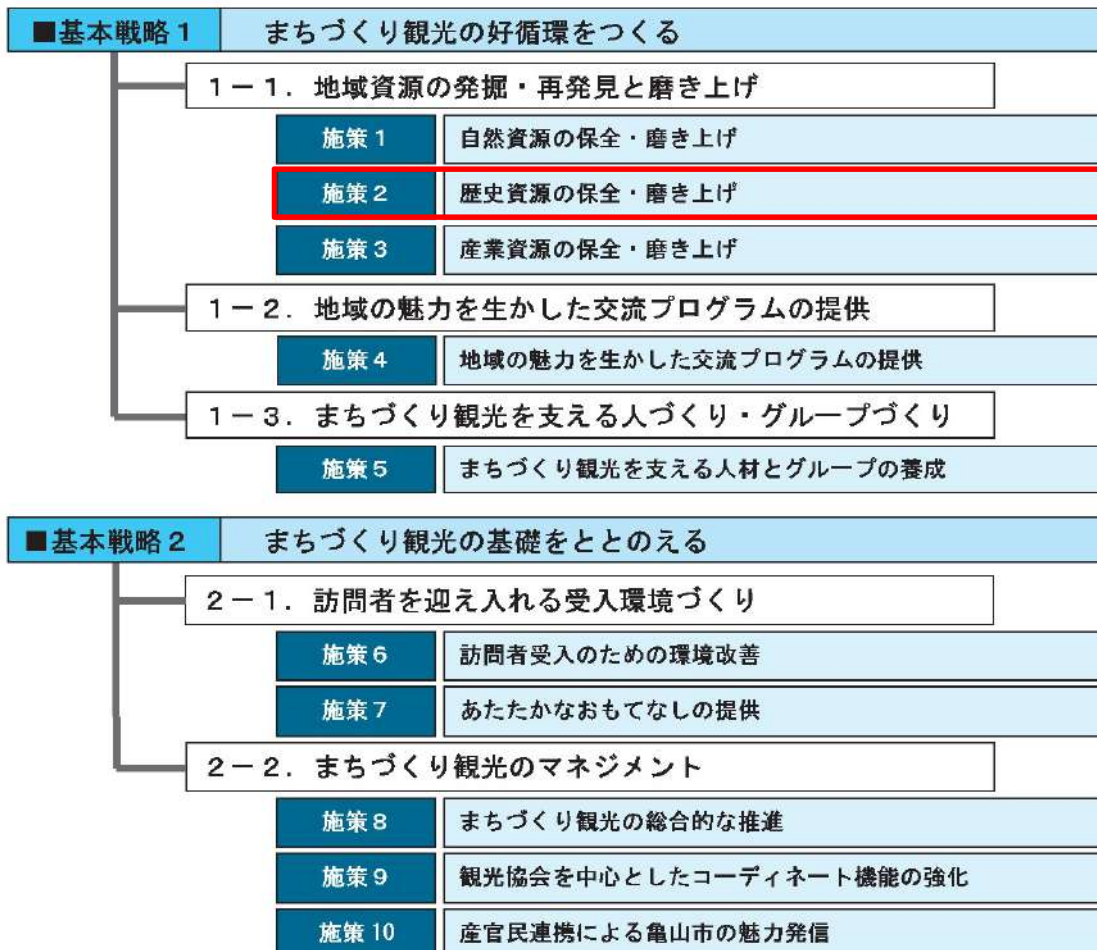 ■基本戦略1 まちづくり観光の好循環をつくる
1-1. 地域資源の発掘・再発見と磨き上げ
施策1 自然資源の保全・磨き上げ
施策2 歴史資源の保全・磨き上げ
施策3 産業資源の保全・磨き上げ
1-2. 地域の魅力を生かした交流プログラムの提供
施策4 地域の魅力を生かした交流プログラムの提供
1-3. まちづくり観光を支える人づくり・グループづくり
施策5 まちづくり観光を支える人材とグループの養成
■基本戦略2 まちづくり観光の基礎をととのえる
2-1. 訪問者を迎え入れる受入環境づくり
施策6 訪問者受入のための環境改善
施策7 あたたかなおもてなしの提供
2-2. まちづくり観光のマネジメント
施策8 まちづくり観光の総合的な推進
施策9 観光協会を中心としたコーディネート機能の強化
施策10 産官民連携による亀山市の魅力発信